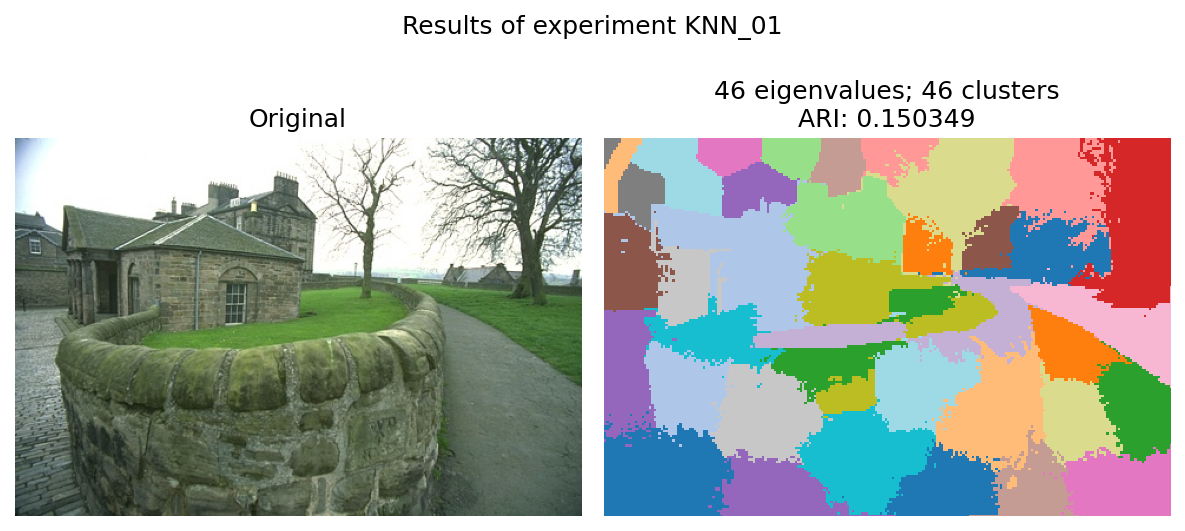 Results of experiment KNN_01
Original
46 eigenvalues; 46 clusters
ARI: 0.150349